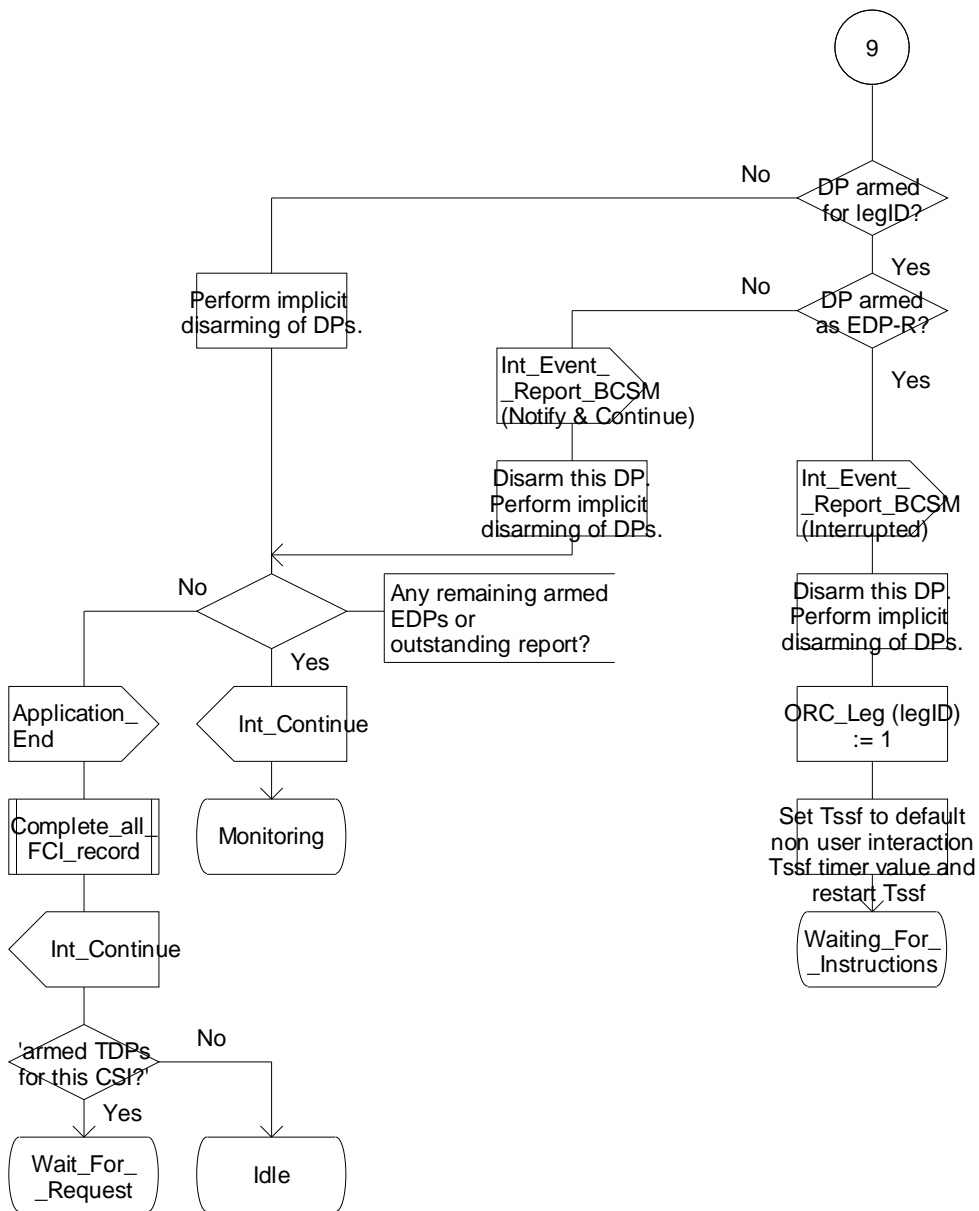 9
No
DP armed
for legID?
Yes
Perform implicit
disarming of DPs.
No
DP armed
as EDP-R?
Yes
Int_Event_
_Report_BCSM
(Notify & Continue)
Disarm this DP.
Perform implicit
disarming of DPs.
Int_Event_
_Report_BCSM
(Interrupted)
No
Any remaining armed
EDPs or
outstanding report?
Yes
Disarm this DP.
Perform implicit
disarming of DPs.
Application_
End
Int_Continue
ORC_Leg (legID)
:= 1
Complete_all_
FCI_record
Monitoring
Set Tssf to default
non user interaction
Tssf timer value and
restart Tssf
Int_Continue
Waiting_For_
_Instructions
'armed TDPs
for this CSI?'
No
Yes
Wait_For_
_Request
Idle